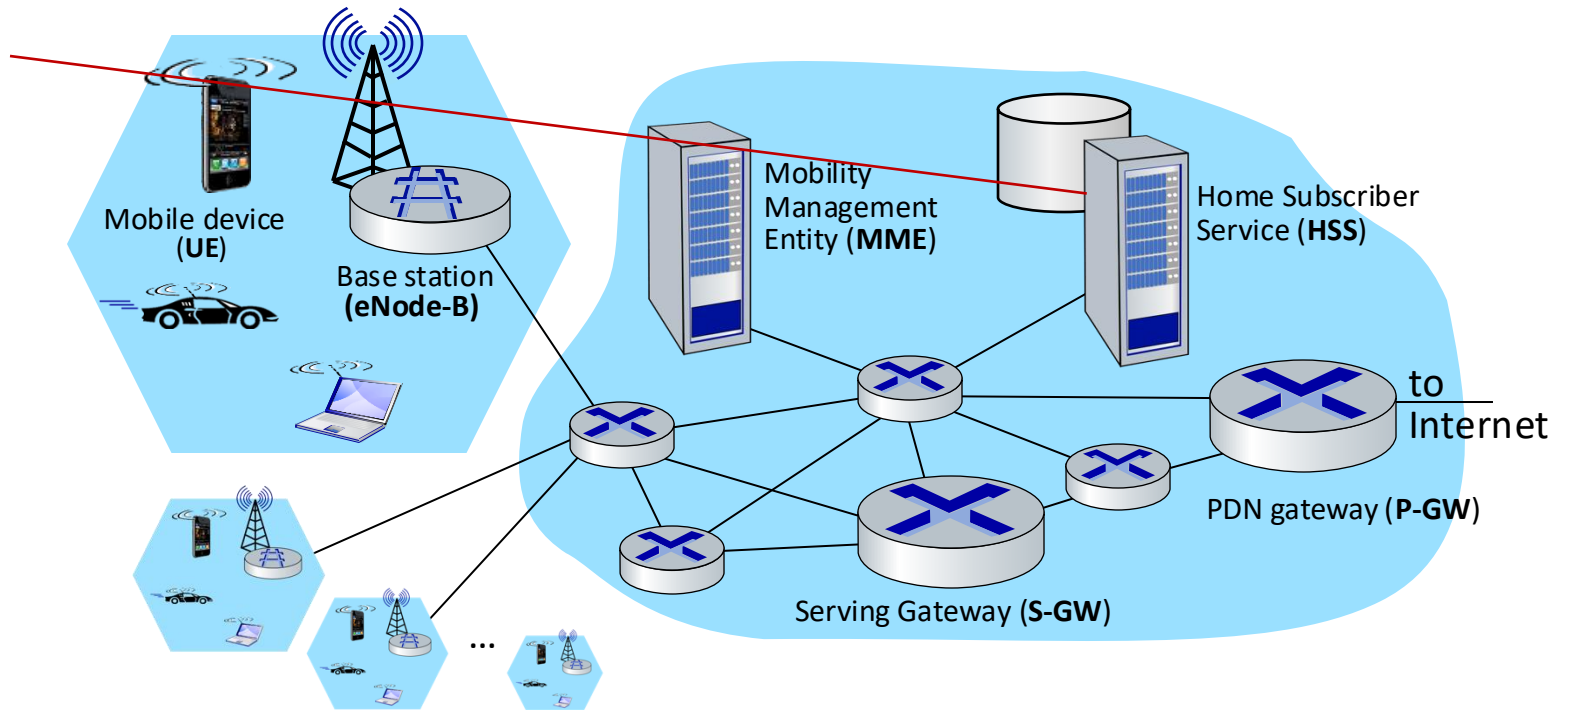 Mobile device
(UE)
Base station
(eNode-B)
Mobility
Management
Entity (MME)
Home Subscriber
Service (HSS)
to
Internet
PDN gateway (P-GW)
Serving Gateway (S-GW)
...